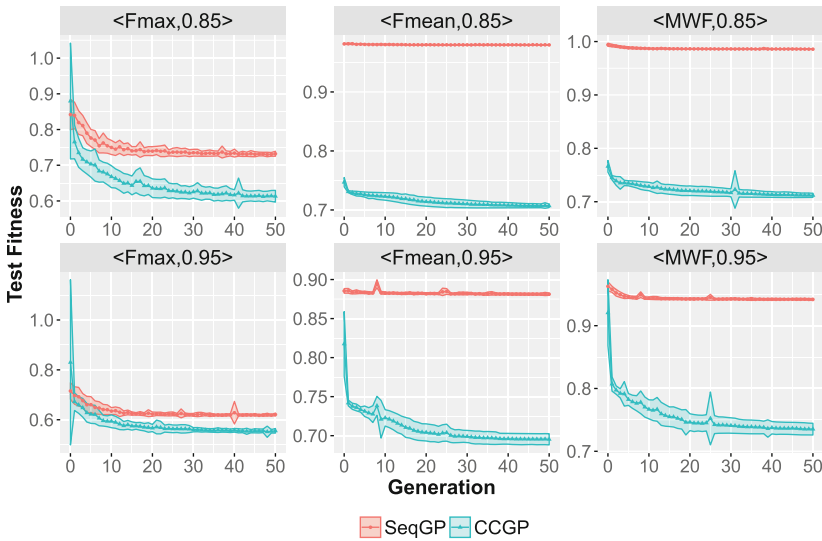 <Fmax,0.85> <Fmean,0.85> <MWF,0.85>
1.0
0.9
0.8
0.7
0.6
0.9
0.8
0.7
1.0
0.9
0.8
0.7
0 10 20 30 40 50
0 10 20 30 40 50
0 10 20 30 40 50
Test Fitness
<Fmax,0.95> <Fmean,0.95> <MWF,0.95>
1.0
0.8
0.6
0.90
0.85
0.80
0.75
0.70
0.9
0.8
0.7
0 10 20 30 40 50
0 10 20 30 40 50
0 10 20 30 40 50
Generation
SeqGP CCGP